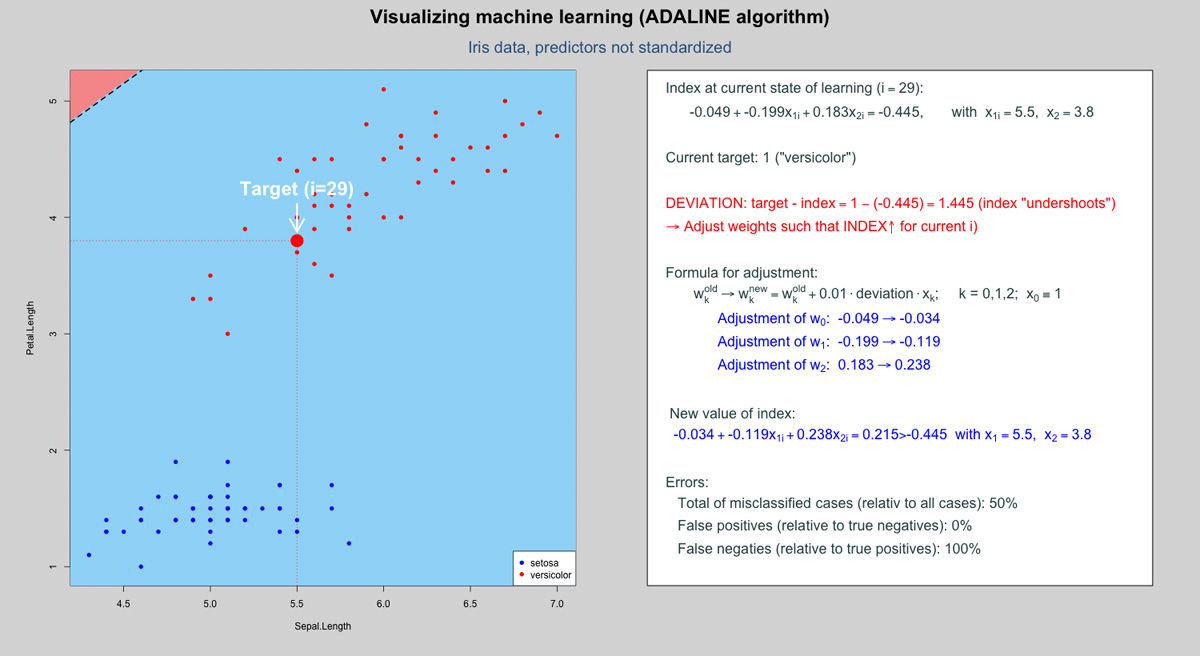 Visualizing machine learning (ADALINE algorithm)
Iris data, predictors not standardized
5
4
3
2
1
Petal.Length
Target (i=29)
setosa
versicolor
4.5 5.0 5.5 6.0 6.5 7.0
Sepal.Length
Index at current state of learning (i = 29):
-0.049 + -0.199x₁ᵢ + 0.183x₂ᵢ = -0.445, with x₁ᵢ = 5.5, x₂ = 3.8
Current target: 1 ("versicolor")
DEVIATION: target - index = 1 − (-0.445) = 1.445 (index "undershoots")
→ Adjust weights such that INDEX↑ for current i)
Formula for adjustment:
wₖ^old → wₖ^new = wₖ^old + 0.01 · deviation · xₖ; k = 0,1,2; x₀ ≡ 1
Adjustment of w₀: -0.049 → -0.034
Adjustment of w₁: -0.199 → -0.119
Adjustment of w₂: 0.183 → 0.238
New value of index:
-0.034 + -0.119x₁ᵢ + 0.238x₂ᵢ = 0.215>-0.445 with x₁ = 5.5, x₂ = 3.8
Errors:
Total of misclassified cases (relativ to all cases): 50%
False positives (relative to true negatives): 0%
False negaties (relative to true positives): 100%